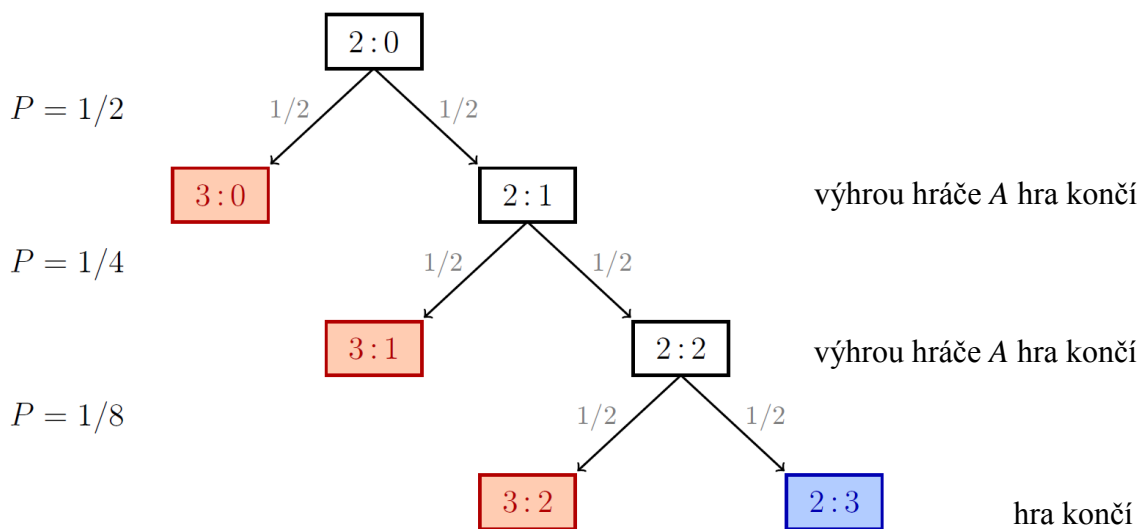 2 : 0
P = 1/2
1/2
1/2
3 : 0
2 : 1
výhrou hráče A hra končí
P = 1/4
1/2
1/2
3 : 1
2 : 2
výhrou hráče A hra končí
P = 1/8
1/2
1/2
3 : 2
2 : 3
hra končí